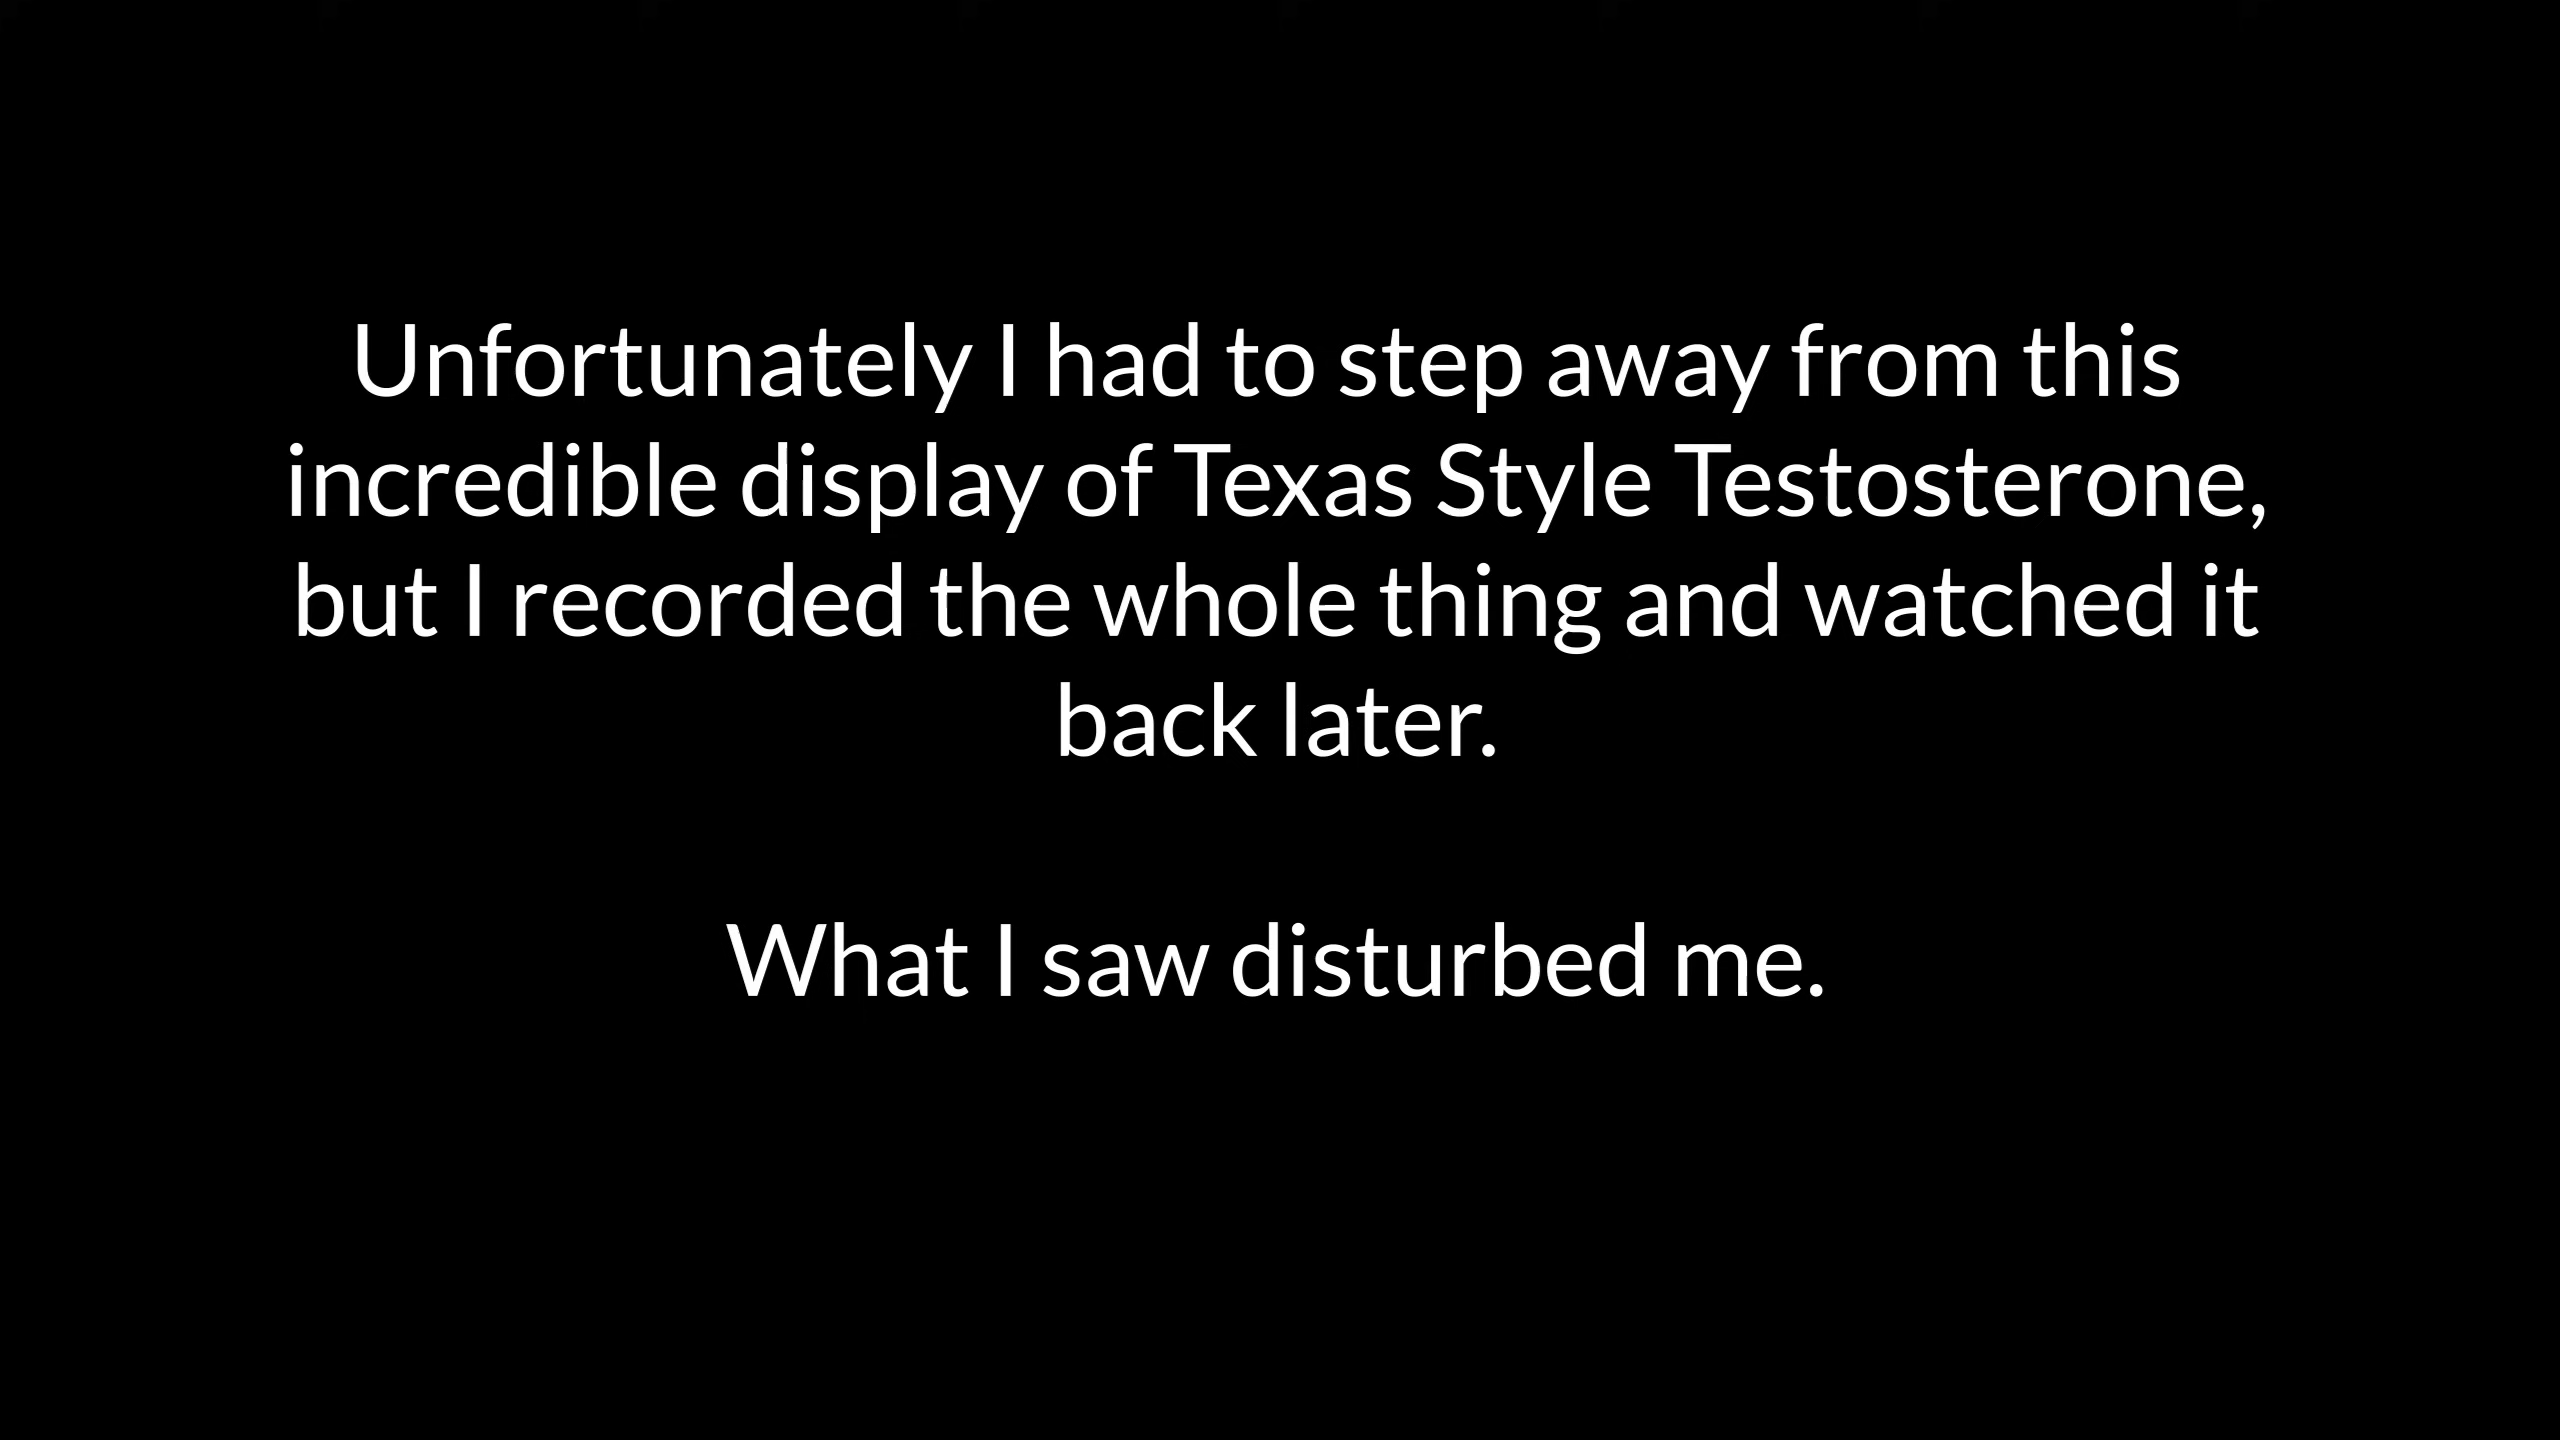 Unfortunately I had to step away from this
incredible display of Texas Style Testosterone,
but I recorded the whole thing and watched it
back later.
What I saw disturbed me.